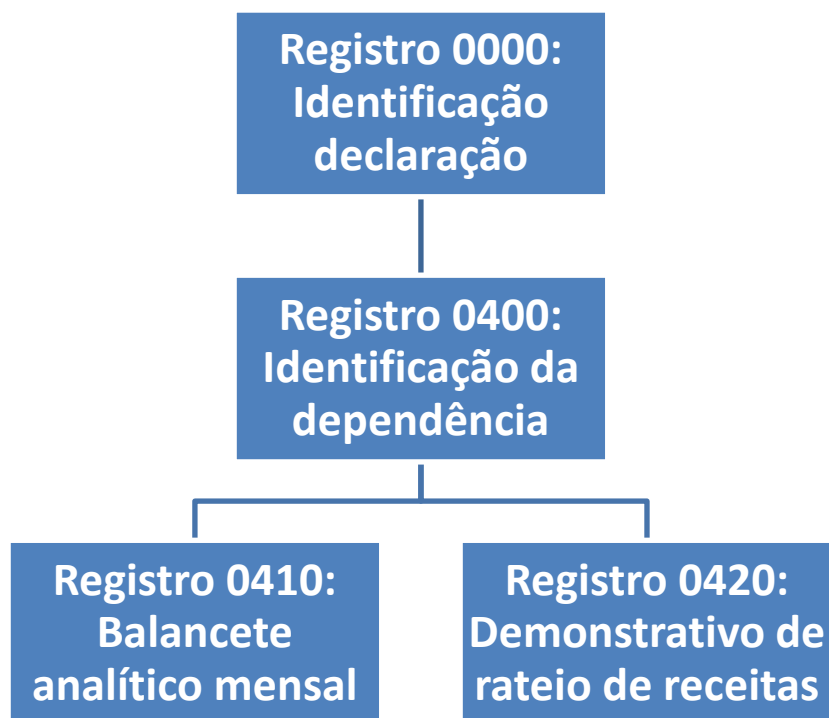 Registro 0000:
Identificação
declaração
Registro 0400:
Identificação da
dependência
Registro 0410:
Balancete
analítico mensal
Registro 0420:
Demonstrativo de
rateio de receitas